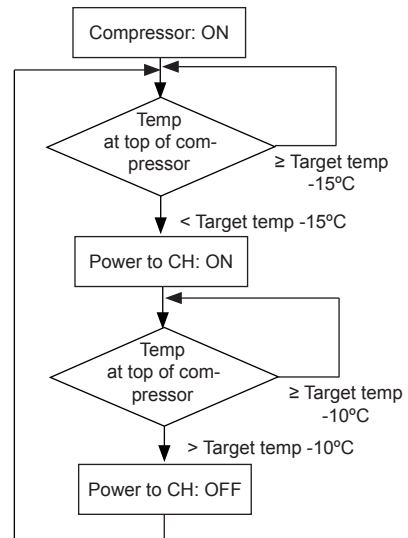 Compressor: ON
Temp
at top of com-
pressor
≥ Target temp
-15ºC
< Target temp -15ºC
Power to CH: ON
Temp
at top of com-
pressor
≥ Target temp
-10ºC
> Target temp -10ºC
Power to CH: OFF